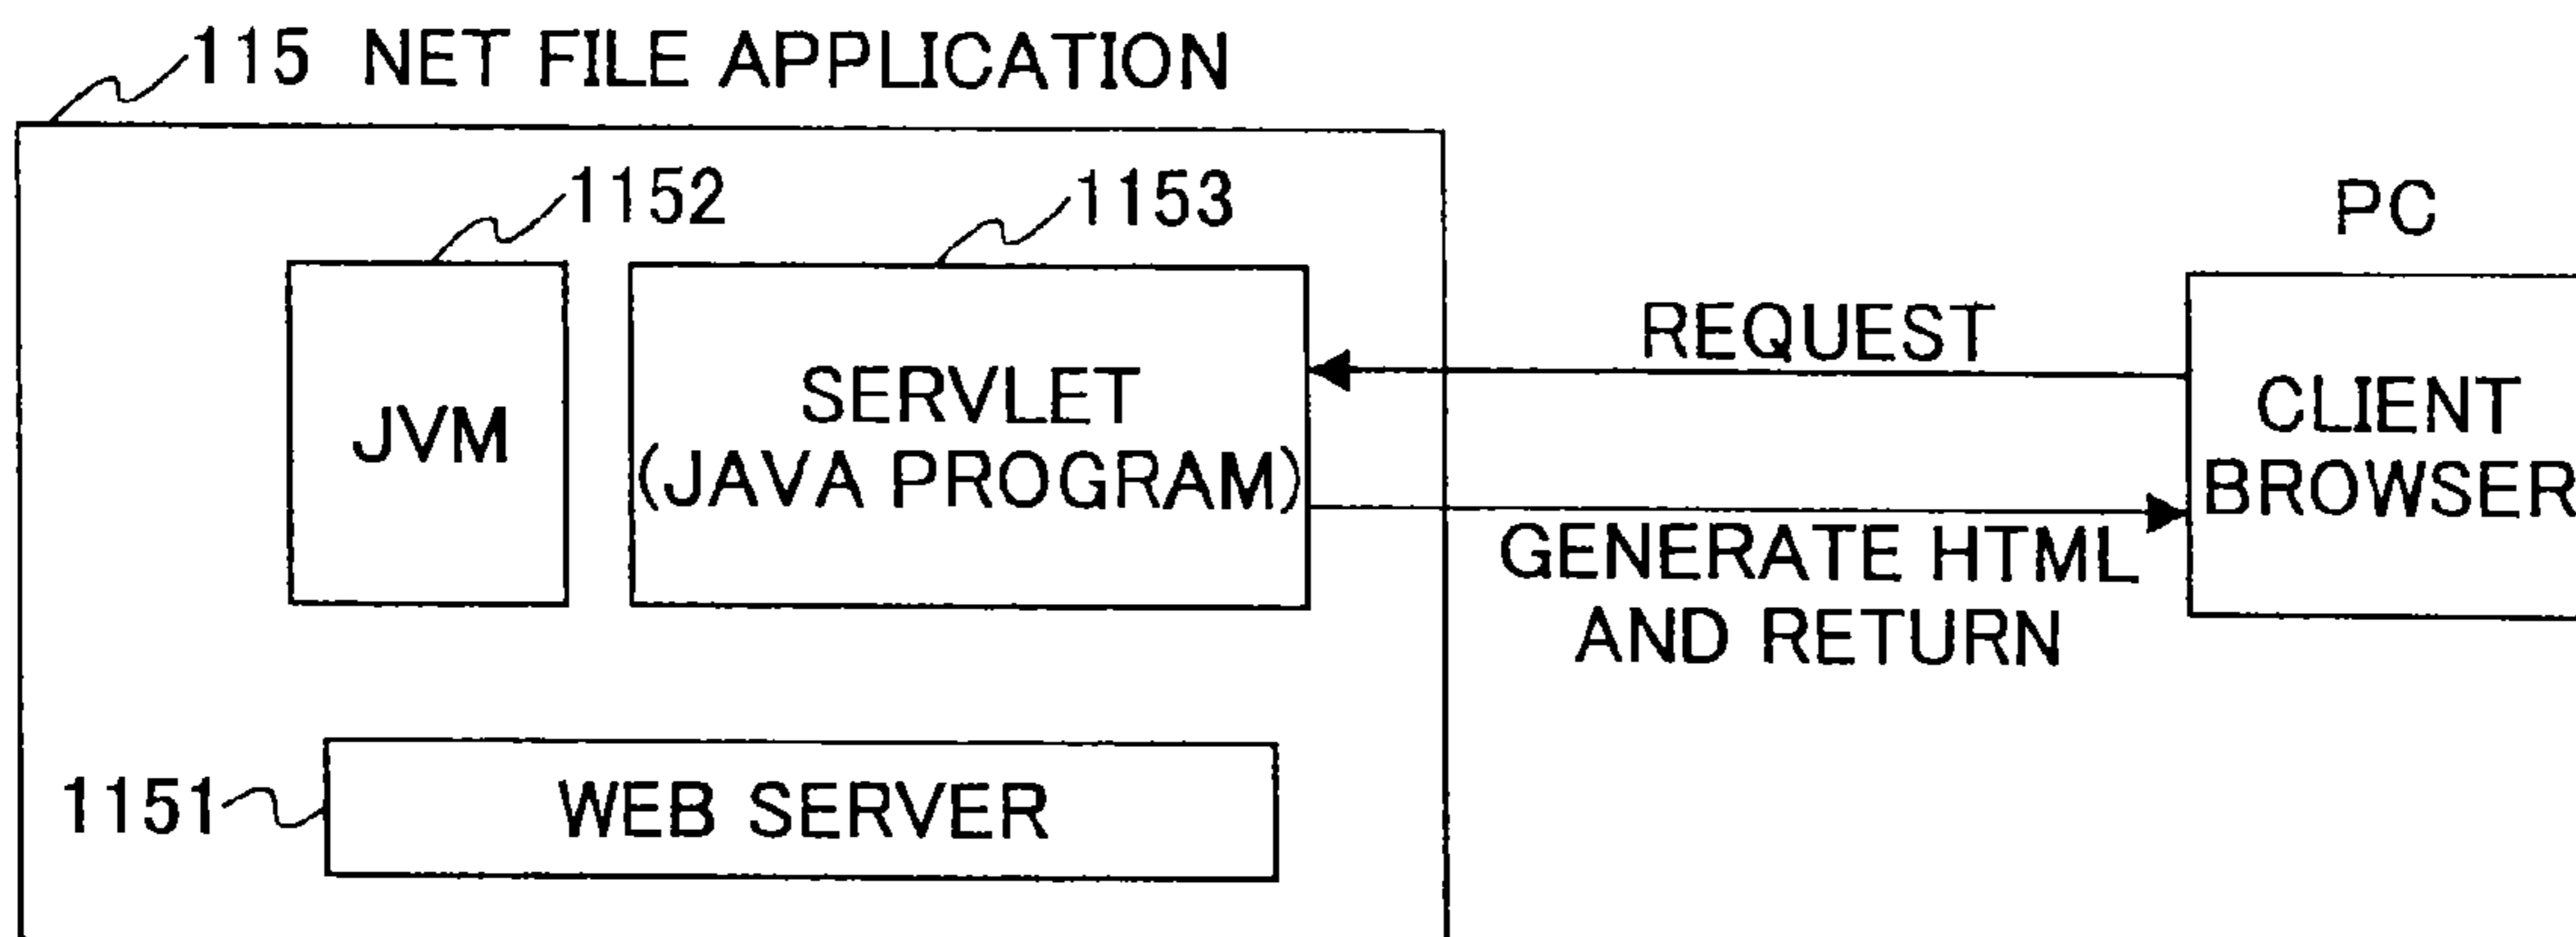 115 NET FILE APPLICATION
1152
1153
PC
JVM
SERVLET
(JAVA PROGRAM)
REQUEST
GENERATE HTML
AND RETURN
CLIENT
BROWSER
1151
WEB SERVER